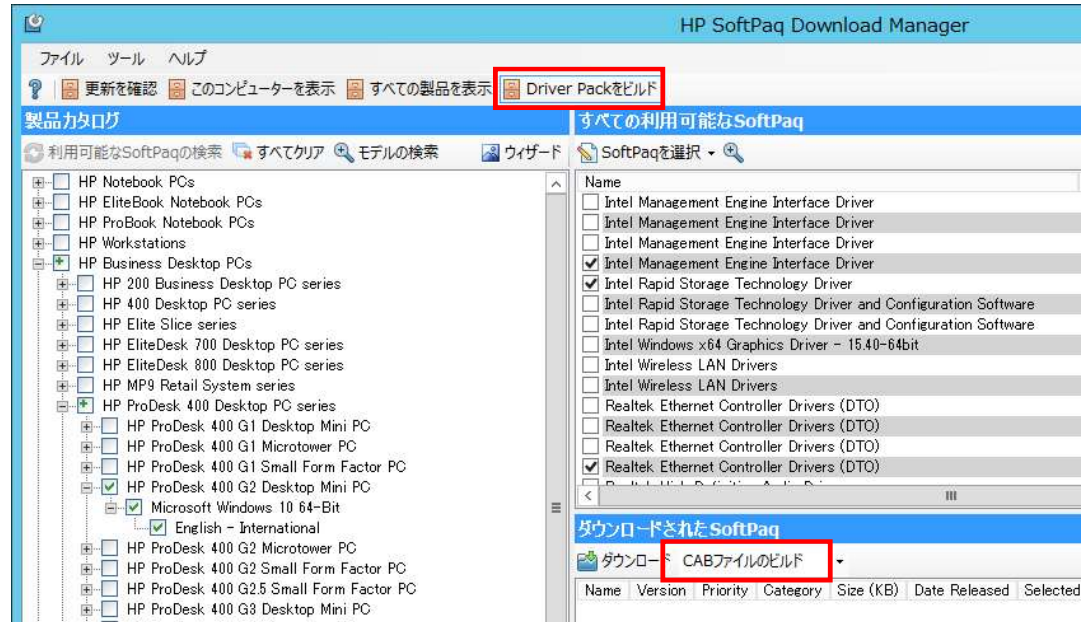 HP SoftPaq Download Manager
ファイル ツール ヘルプ
更新を確認 このコンピューターを表示 すべての製品を表示 Driver Packをビルド
製品カタログ
利用可能なSoftPaqの検索 すべてクリア モデルの検索 ウィザード
HP Notebook PCs
HP EliteBook Notebook PCs
HP ProBook Notebook PCs
HP Workstations
HP Business Desktop PCs
HP 200 Business Desktop PC series
HP 400 Desktop PC series
HP Elite Slice series
HP EliteDesk 700 Desktop PC series
HP EliteDesk 800 Desktop PC series
HP MP9 Retail System series
HP ProDesk 400 Desktop PC series
HP ProDesk 400 G1 Desktop Mini PC
HP ProDesk 400 G1 Microtower PC
HP ProDesk 400 G1 Small Form Factor PC
HP ProDesk 400 G2 Desktop Mini PC
Microsoft Windows 10 64-Bit
English - International
HP ProDesk 400 G2 Microtower PC
HP ProDesk 400 G2 Small Form Factor PC
HP ProDesk 400 G2.5 Small Form Factor PC
HP ProDesk 400 G3 Desktop Mini PC
すべての利用可能なSoftPaq
SoftPaqを選択
Name
Intel Management Engine Interface Driver
Intel Management Engine Interface Driver
Intel Management Engine Interface Driver
Intel Management Engine Interface Driver
Intel Rapid Storage Technology Driver
Intel Rapid Storage Technology Driver and Configuration Software
Intel Rapid Storage Technology Driver and Configuration Software
Intel Windows x64 Graphics Driver - 15.40-64bit
Intel Wireless LAN Drivers
Intel Wireless LAN Drivers
Realtek Ethernet Controller Drivers (DTO)
Realtek Ethernet Controller Drivers (DTO)
Realtek Ethernet Controller Drivers (DTO)
Realtek Ethernet Controller Drivers (DTO)
ダウンロードされたSoftPaq
ダウンロード CABファイルのビルド
Name Version Priority Category Size (KB) Date Released Selected